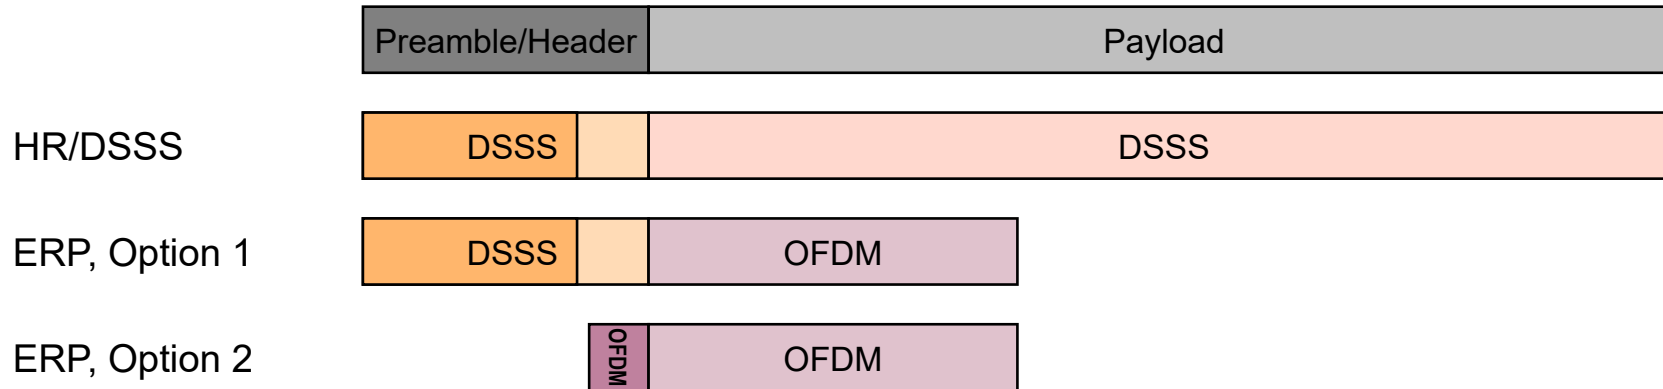 Preamble/Header Payload
HR/DSSS DSSS DSSS
ERP, Option 1 DSSS OFDM
ERP, Option 2 OFDM OFDM